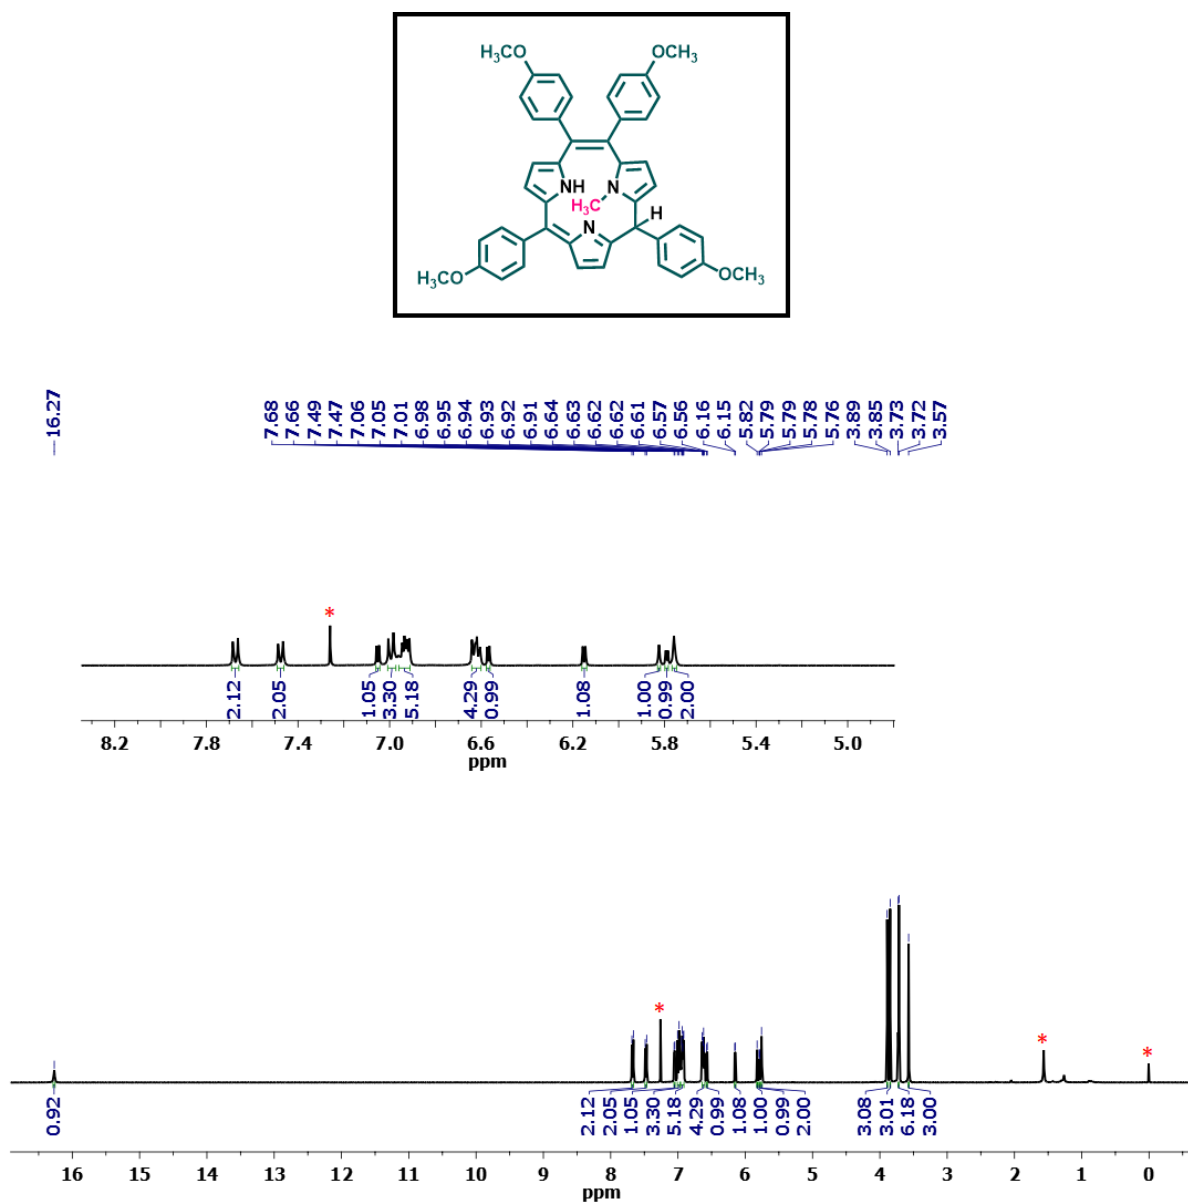 H₃CO OCH₃
NH N
H₃C H
N
H₃CO OCH₃
16.27
7.68 7.66 7.49 7.47 7.06 7.05 7.01 6.98 6.95 6.94 6.93 6.92 6.91 6.64 6.63 6.62 6.62 6.61 6.57 6.56 6.16 6.15 5.82 5.79 5.79 5.78 5.76 3.89 3.85 3.73 3.72 3.57
*
2.12 2.05 1.05 3.30 5.18 4.29 0.99 1.08 1.00 0.99 2.00
8.2 7.8 7.4 7.0 6.6 6.2 5.8 5.4 5.0
ppm
* * *
0.92 2.12 2.05 1.05 3.30 5.18 4.29 0.99 1.08 1.00 0.99 2.00 3.08 3.01 6.18 3.00
16 15 14 13 12 11 10 9 8 7 6 5 4 3 2 1 0
ppm